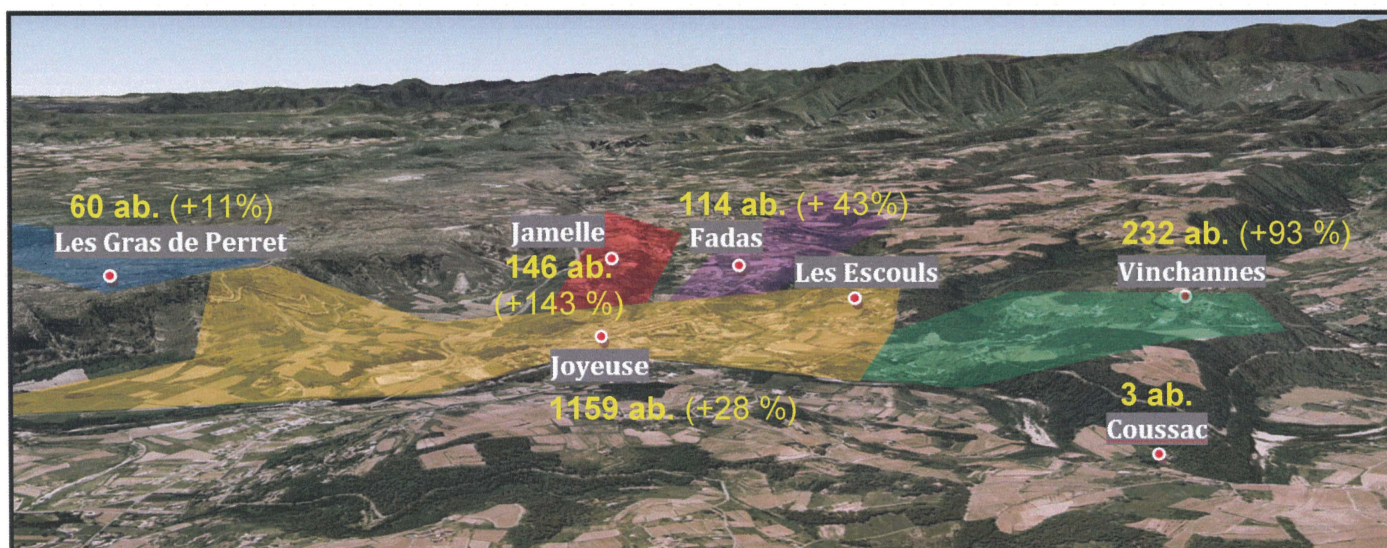 60 ab. (+11%)
Les Gras de Perret
Jamelle
146 ab.
(+143 %)
114 ab. (+ 43%)
Fadas
Les Escouls
232 ab. (+93 %)
Vinchannes
Joyeuse
1159 ab. (+28 %)
3 ab.
Coussac